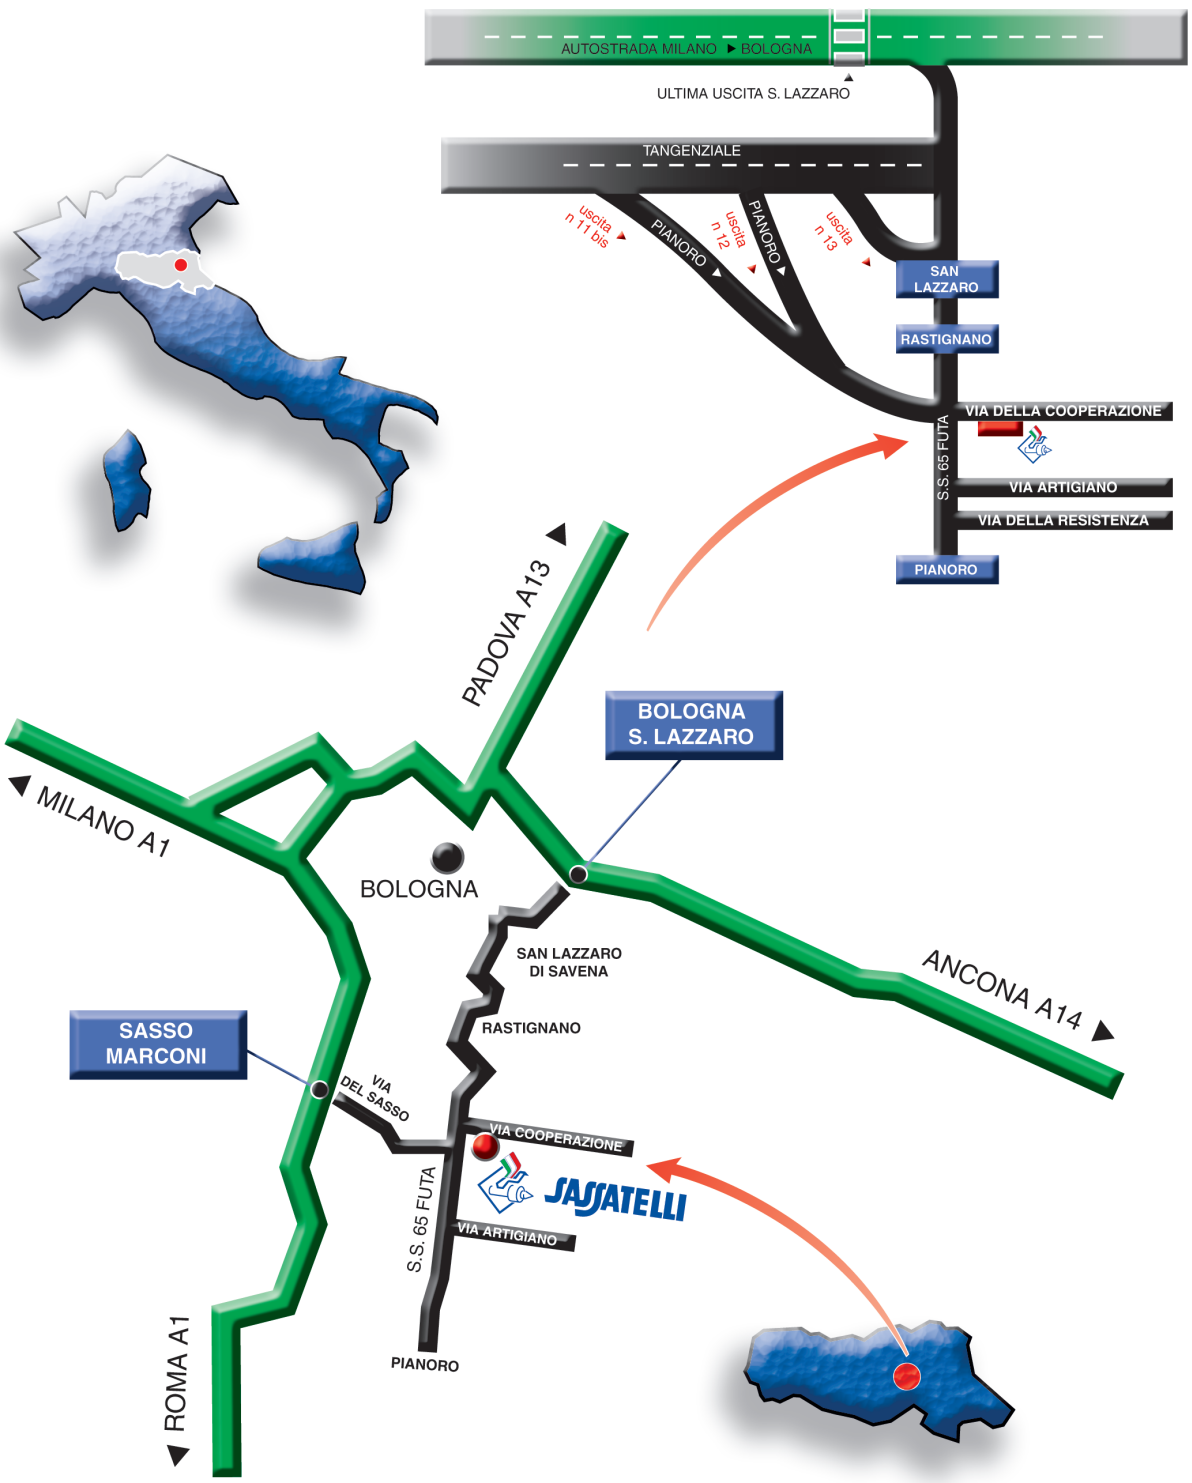 AUTOSTRADA MILANO ▶ BOLOGNA
ULTIMA USCITA S. LAZZARO
TANGENZIALE
uscita
n 11 bis
PIANORO
uscita
n 12
PIANORO
uscita
n 13
SAN
LAZZARO
RASTIGNANO
VIA DELLA COOPERAZIONE
S.S. 65 FUTA
VIA ARTIGIANO
VIA DELLA RESISTENZA
PIANORO
PADOVA A13
BOLOGNA
S. LAZZARO
MILANO A1
BOLOGNA
SAN LAZZARO
DI SAVENA
ANCONA A14
RASTIGNANO
SASSO
MARCONI
VIA
DEL SASSO
VIA COOPERAZIONE
SASSATELLI
S.S. 65 FUTA
VIA ARTIGIANO
PIANORO
ROMA A1